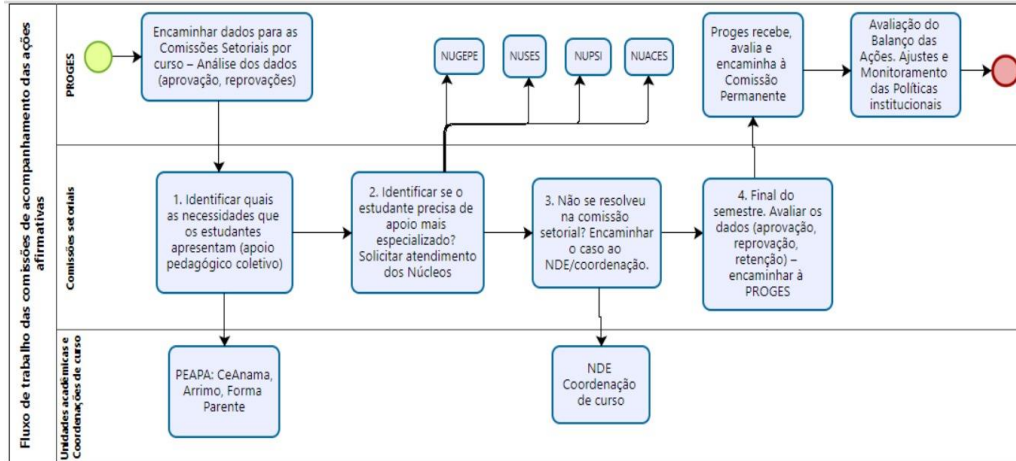 Fluxo de trabalho das comissões de acompanhamento das ações
afirmativas
PROGES
Encaminhar dados para as
Comissões Setoriais por
curso – Análise dos dados
(aprovação, reprovações)
NUGEPE
NUSES
NUPSI
NUACES
Proges recebe,
avalia e
encaminha à
Comissão
Permanente
Avaliação do
Balanço das
Ações. Ajustes e
Monitoramento
das Políticas
institucionais
Comissões setoriais
1. Identificar quais
as necessidades que
os estudantes
apresentam (apoio
pedagógico coletivo)
2. Identificar se o
estudante precisa de
apoio mais
especializado?
Solicitar atendimento
dos Núcleos
3. Não se resolveu
na comissão
setorial? Encaminhar
o caso ao
NDE/coordenação.
4. Final do
semestre. Avaliar os
dados (aprovação,
reprovação,
retenção) –
encaminhar à
PROGES
Unidades acadêmicas e
Coordenações de curso
PEAPA: CeAnama,
Arrimo, Forma
Parente
NDE
Coordenação
de curso